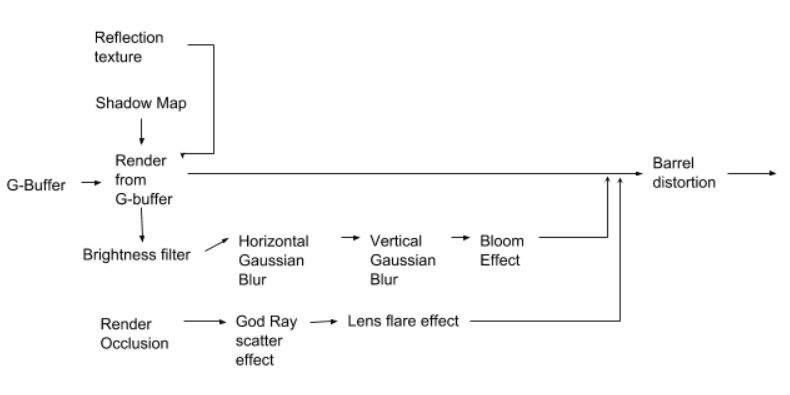 Reflection
texture
Shadow Map
G-Buffer
Render
from
G-buffer
Barrel
distortion
Brightness filter
Horizontal
Gaussian
Blur
Vertical
Gaussian
Blur
Bloom
Effect
Render
Occlusion
God Ray
scatter
effect
Lens flare effect